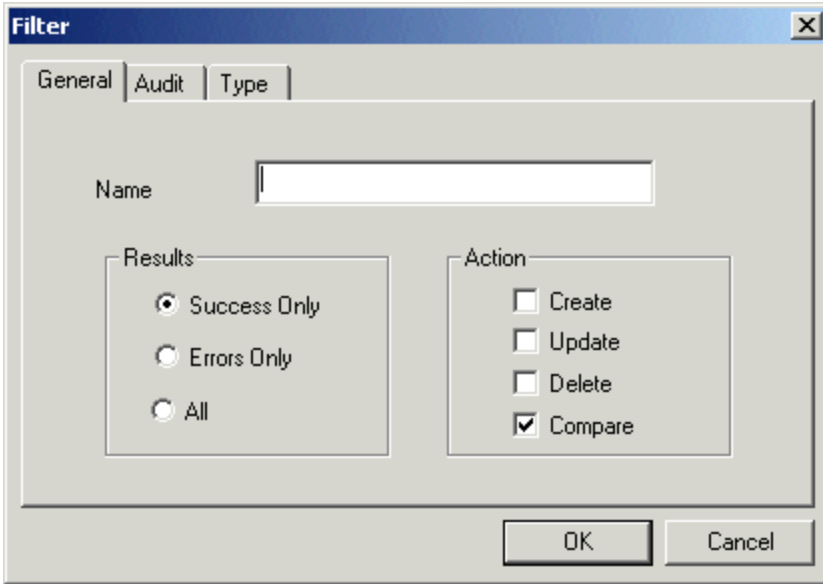 Filter
General Audit Type
Name
Results
Success Only
Errors Only
All
Action
Create
Update
Delete
Compare
OK Cancel